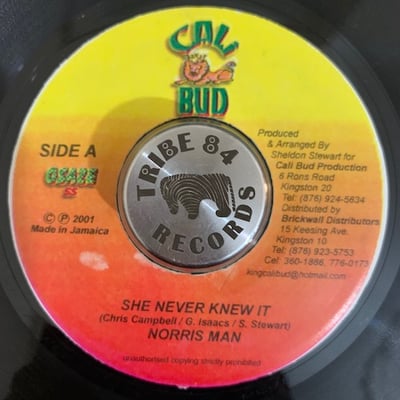 CALI
BUD
SIDE A
℗ 2001
Made in Jamaica
TRIBE 84
RECORDS
Produced
& Arranged By
Sheldon Stewart for
Cali Bud Production
6 Rons Road
Kingston 20
Tel: (876) 924-5634
Distributed by
Brickwall Distributors
15 Keesing Ave.
Kingston 10
Tel: (876) 923-5753
Cel: 360-1886, 776-0173
kingcalibud@hotmail.com
SHE NEVER KNEW IT
(Chris Campbell / G. Isaacs / S. Stewart)
NORRIS MAN
unauthorised copying strictly prohibited